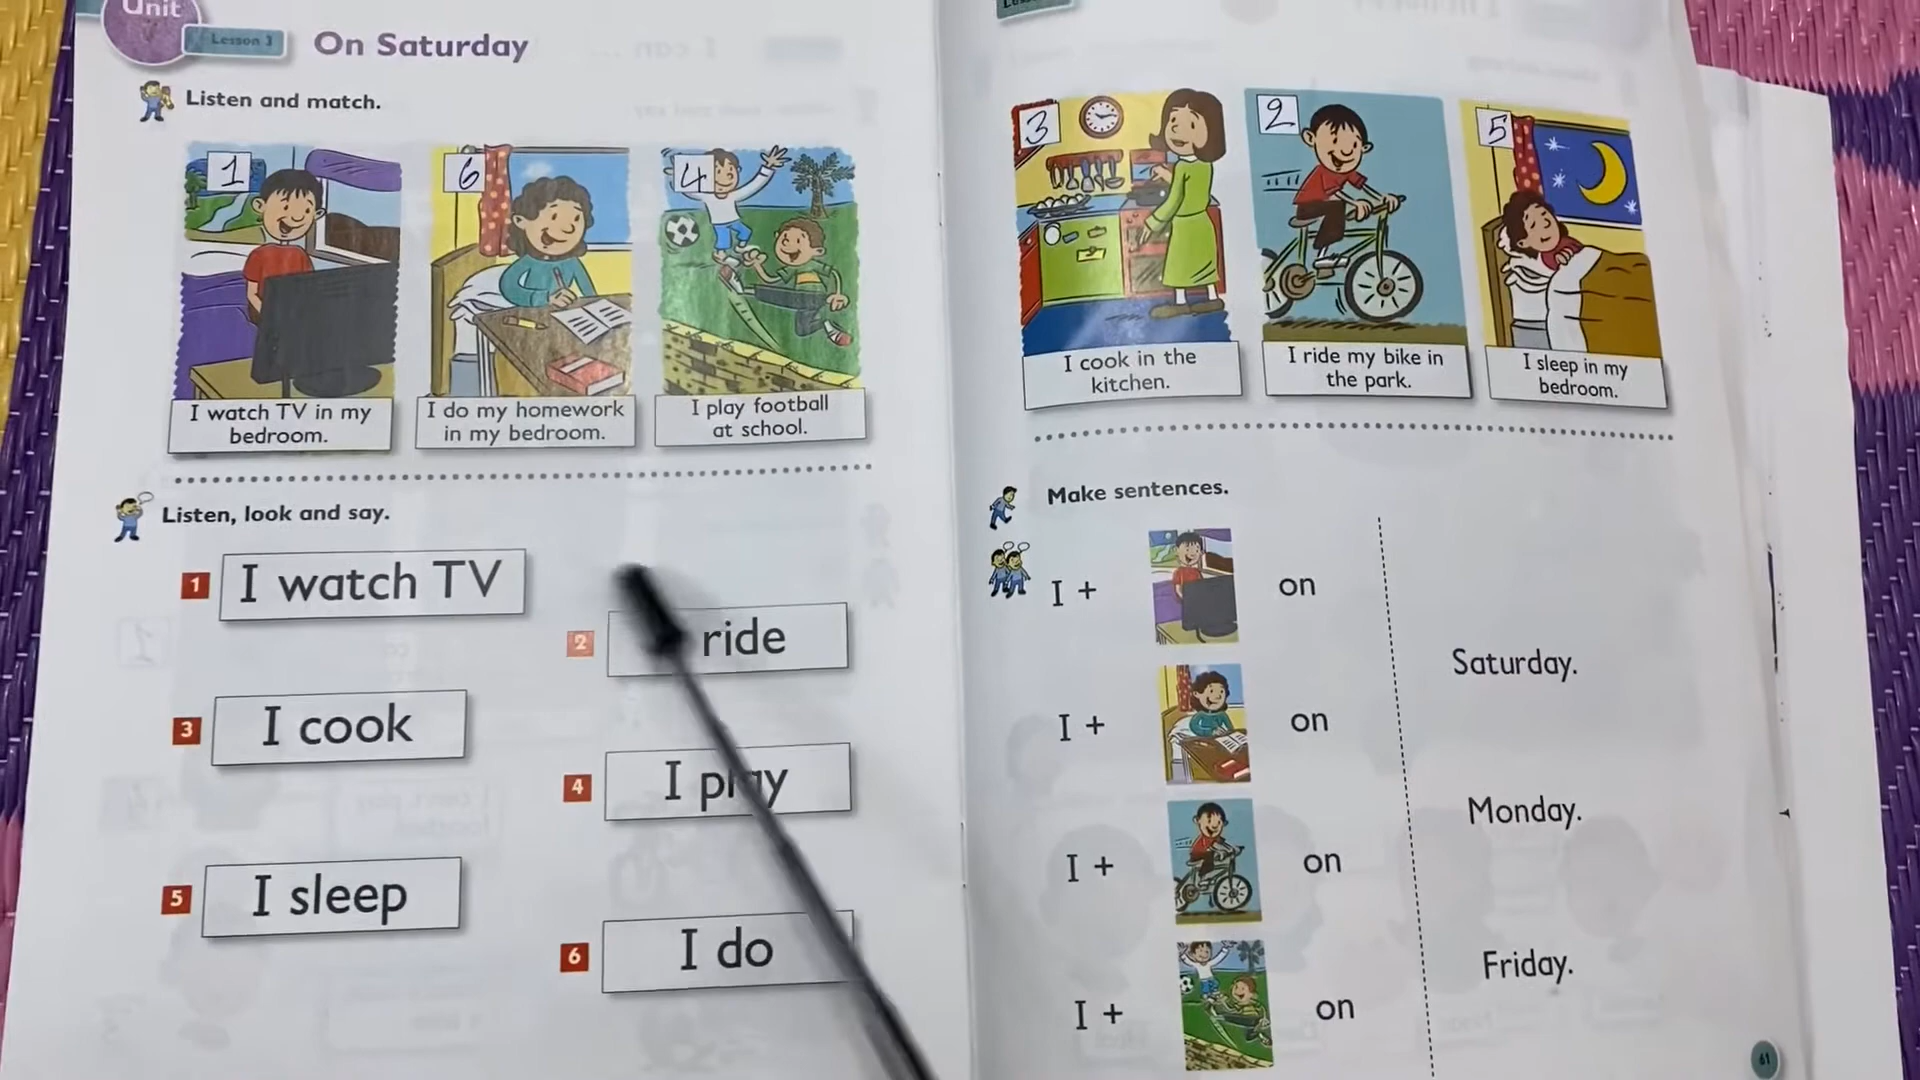 Unit
Lesson 3
On Saturday
Listen and match.
1
6
4
I watch TV in my
bedroom.
I do my homework
in my bedroom.
I play football
at school.
Listen, look and say.
1 I watch TV
2 ride
3 I cook
4 I play
5 I sleep
6 I do
3
2
5
I cook in the
kitchen.
I ride my bike in
the park.
I sleep in my
bedroom.
Make sentences.
I + on
I + on
I + on
I + on
Saturday.
Monday.
Friday.
61